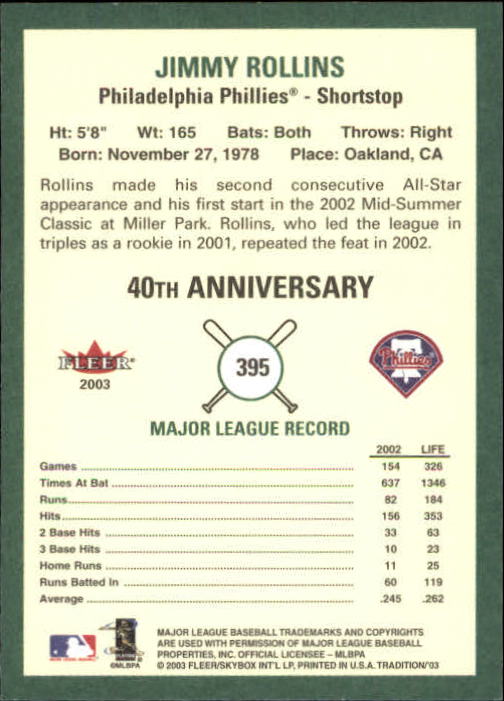 JIMMY ROLLINS
Philadelphia Phillies® - Shortstop
Ht: 5'8" Wt: 165 Bats: Both Throws: Right
Born: November 27, 1978 Place: Oakland, CA
Rollins made his second consecutive All-Star
appearance and his first start in the 2002 Mid-Summer
Classic at Miller Park. Rollins, who led the league in
triples as a rookie in 2001, repeated the feat in 2002.
40TH ANNIVERSARY
FLEER®
2003
395
Phillies
MAJOR LEAGUE RECORD
2002 LIFE
Games 154 326
Times At Bat 637 1346
Runs 82 184
Hits 156 353
2 Base Hits 33 63
3 Base Hits 10 23
Home Runs 11 25
Runs Batted In 60 119
Average .245 .262
©MLBPA
MAJOR LEAGUE BASEBALL TRADEMARKS AND COPYRIGHTS
ARE USED WITH PERMISSION OF MAJOR LEAGUE BASEBALL
PROPERTIES, INC. OFFICIAL LICENSEE - MLBPA
© 2003 FLEER/SKYBOX INT'L LP, PRINTED IN U.S.A. TRADITION/'03